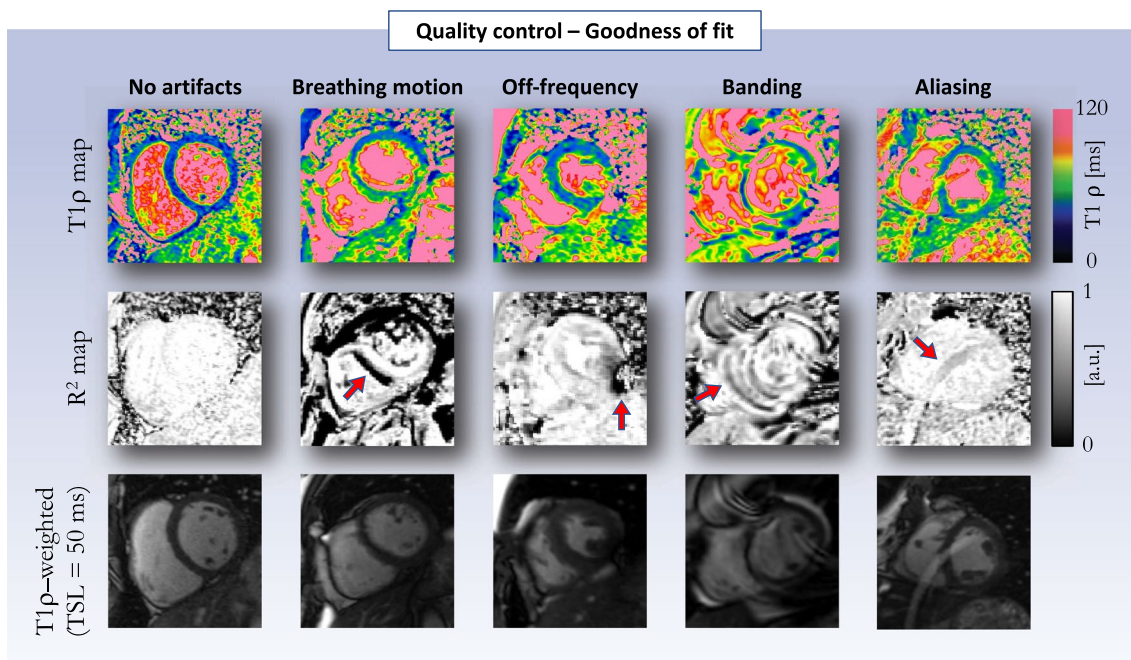 Quality control – Goodness of fit
No artifacts
Breathing motion
Off-frequency
Banding
Aliasing
T1ρ map
120
T1 ρ [ms]
0
R² map
1
[a.u.]
0
T1ρ–weighted
(TSL = 50 ms)